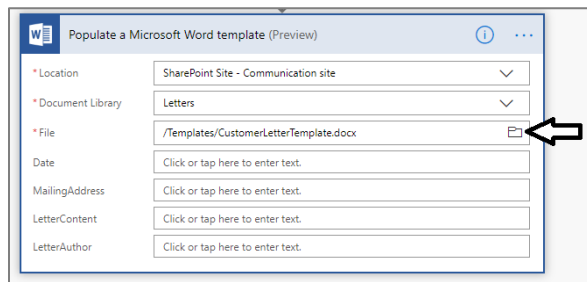 W Populate a Microsoft Word template (Preview)
* Location SharePoint Site - Communication site
* Document Library Letters
* File /Templates/CustomerLetterTemplate.docx
Date Click or tap here to enter text.
MailingAddress Click or tap here to enter text.
LetterContent Click or tap here to enter text.
LetterAuthor Click or tap here to enter text.